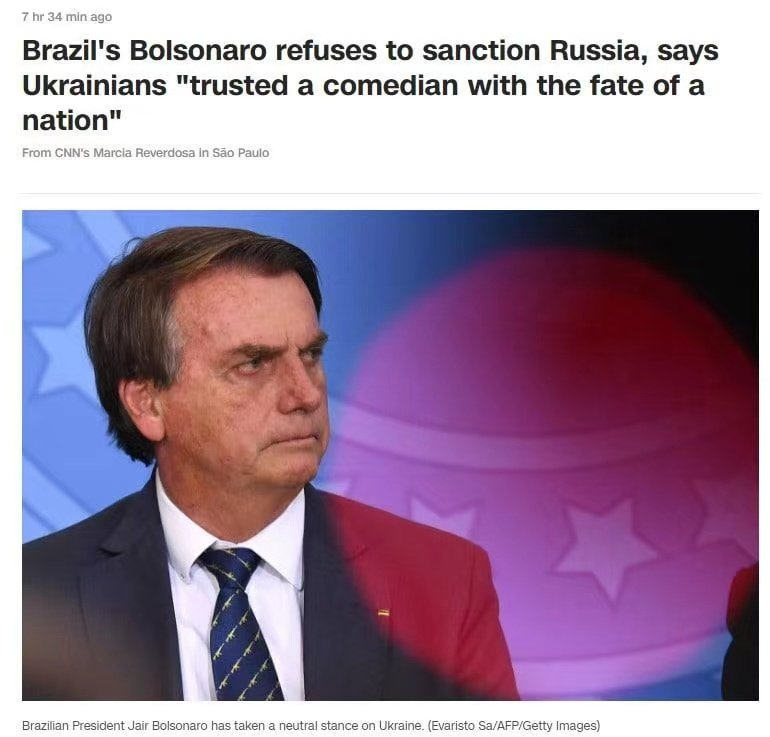 7 hr 34 min ago
Brazil's Bolsonaro refuses to sanction Russia, says
Ukrainians "trusted a comedian with the fate of a
nation"
From CNN's Marcia Reverdosa in São Paulo
Brazilian President Jair Bolsonaro has taken a neutral stance on Ukraine. (Evaristo Sa/AFP/Getty Images)